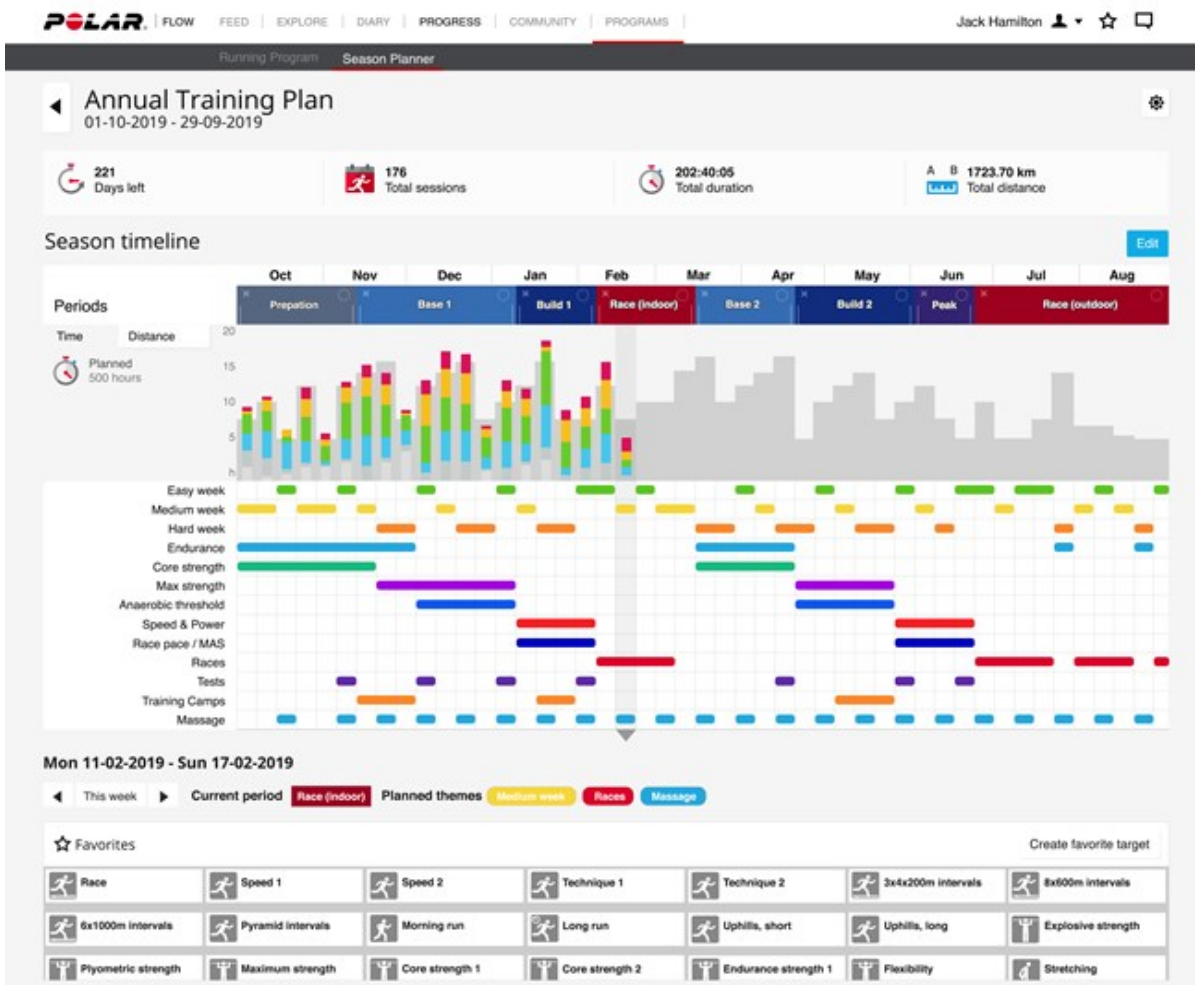 POLAR. FLOW FEED EXPLORE DIARY PROGRESS COMMUNITY PROGRAMS Jack Hamilton
Running Program Season Planner
Annual Training Plan
01-10-2019 - 29-09-2019
221 Days left
176 Total sessions
202:40:05 Total duration
A B 1723.70 km Total distance
Season timeline Edit
Oct Nov Dec Jan Feb Mar Apr May Jun Jul Aug
Periods Prepation Base 1 Build 1 Race (indoor) Base 2 Build 2 Peak Race (outdoor)
Time Distance
Planned
500 hours
20
15
10
5
h
Easy week
Medium week
Hard week
Endurance
Core strength
Max strength
Anaerobic threshold
Speed & Power
Race pace / MAS
Races
Tests
Training Camps
Massage
Mon 11-02-2019 - Sun 17-02-2019
This week Current period Race (indoor) Planned themes Medium week Races Massage
Favorites Create favorite target
Race Speed 1 Speed 2 Technique 1 Technique 2 3x4x200m intervals 8x600m intervals
6x1000m intervals Pyramid intervals Morning run Long run Uphills, short Uphills, long Explosive strength
Plyometric strength Maximum strength Core strength 1 Core strength 2 Endurance strength 1 Flexibility Stretching